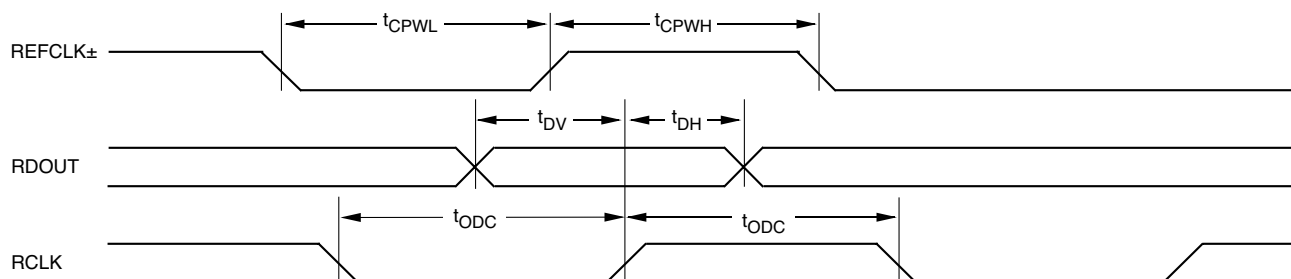 tCPWL tCPWH
REFCLK±
tDV tDH
RDOUT
tODC tODC
RCLK